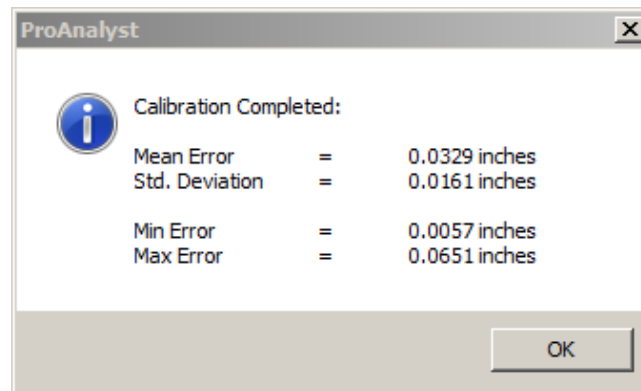 ProAnalyst
Calibration Completed:
Mean Error = 0.0329 inches
Std. Deviation = 0.0161 inches
Min Error = 0.0057 inches
Max Error = 0.0651 inches
OK